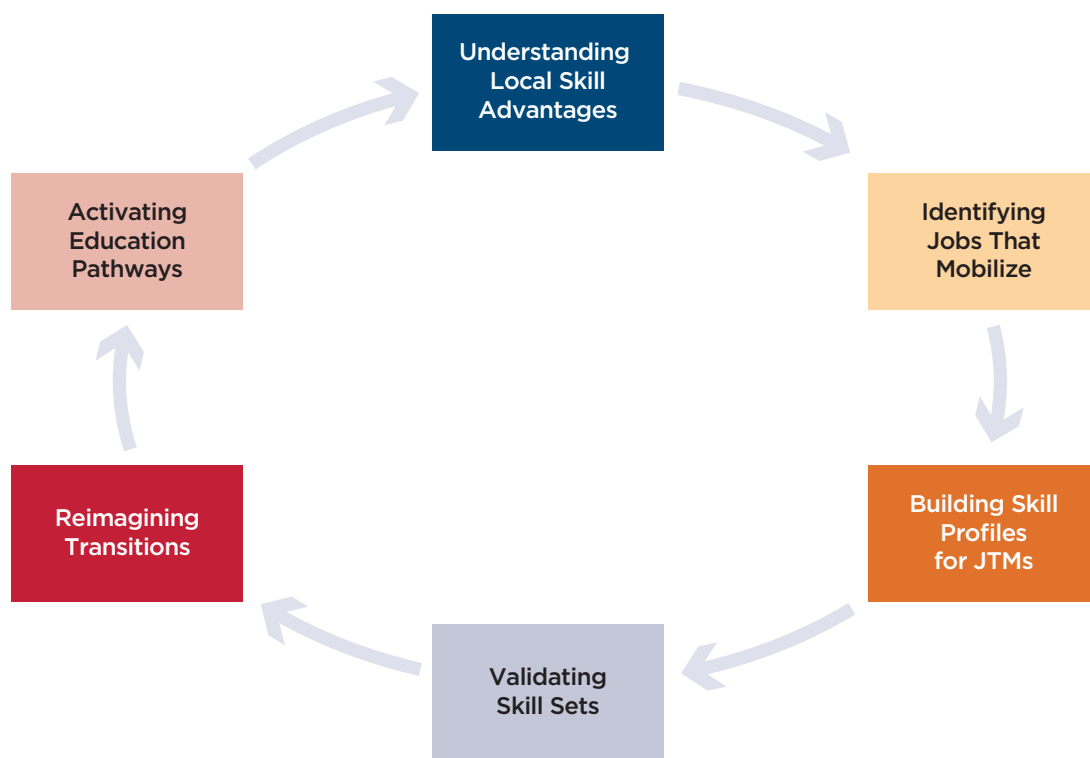 Understanding
Local Skill
Advantages
Identifying
Jobs That
Mobilize
Building Skill
Profiles
for JTMs
Validating
Skill Sets
Reimagining
Transitions
Activating
Education
Pathways